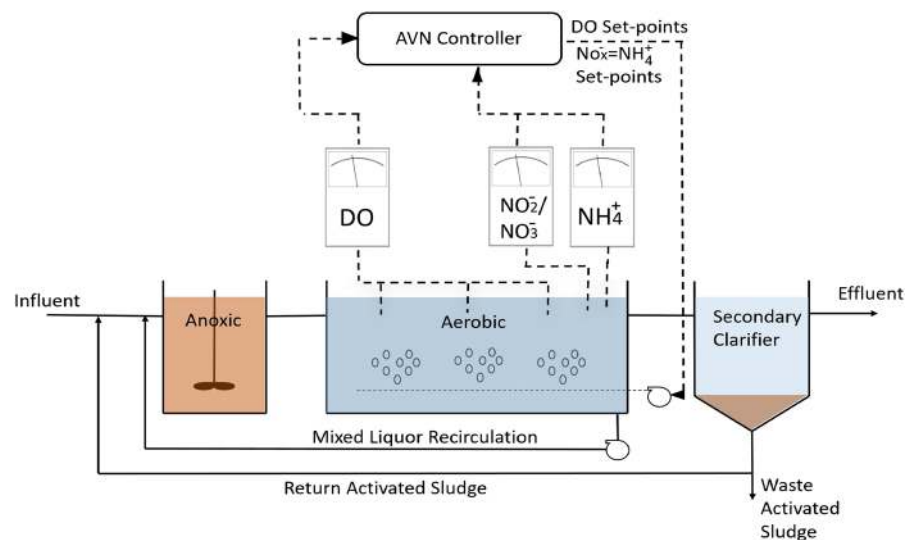 AVN Controller
DO Set-points
Noₓ⁻=NH₄⁺
Set-points
DO
NO₂⁻/
NO₃⁻
NH₄⁺
Influent
Anoxic
Aerobic
Secondary
Clarifier
Effluent
Mixed Liquor Recirculation
Return Activated Sludge
Waste
Activated
Sludge